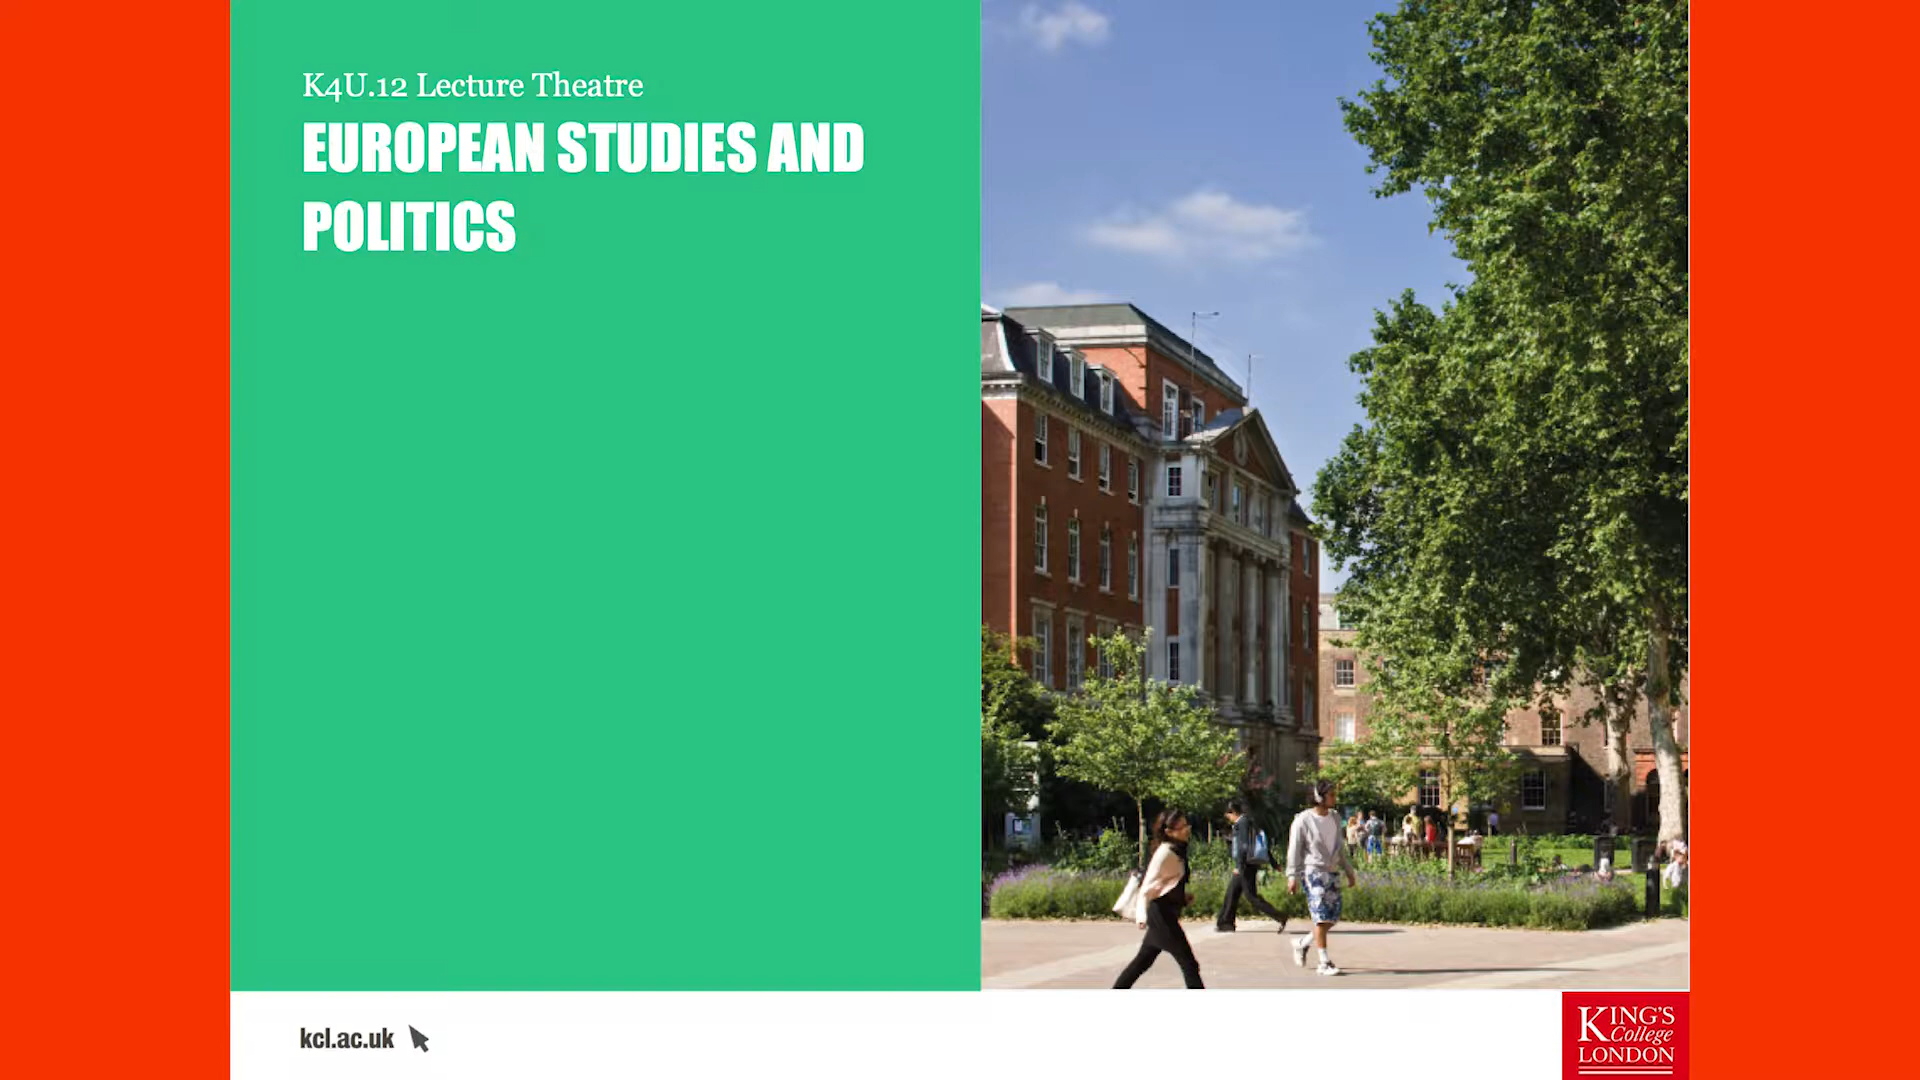 K4U.12 Lecture Theatre
EUROPEAN STUDIES AND
POLITICS
kcl.ac.uk
KING'S
College
LONDON